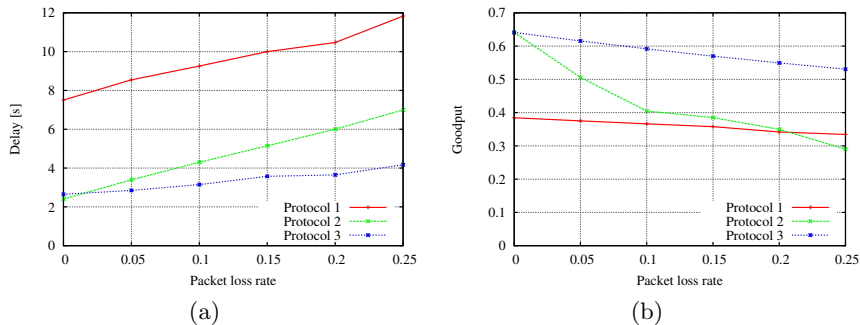 12
10
8
6
4
2
0
Delay [s]
0 0.05 0.1 0.15 0.2 0.25
Packet loss rate
Protocol 1
Protocol 2
Protocol 3
(a)
0.7
0.6
0.5
0.4
0.3
0.2
0.1
0
Goodput
0 0.05 0.1 0.15 0.2 0.25
Packet loss rate
Protocol 1
Protocol 2
Protocol 3
(b)